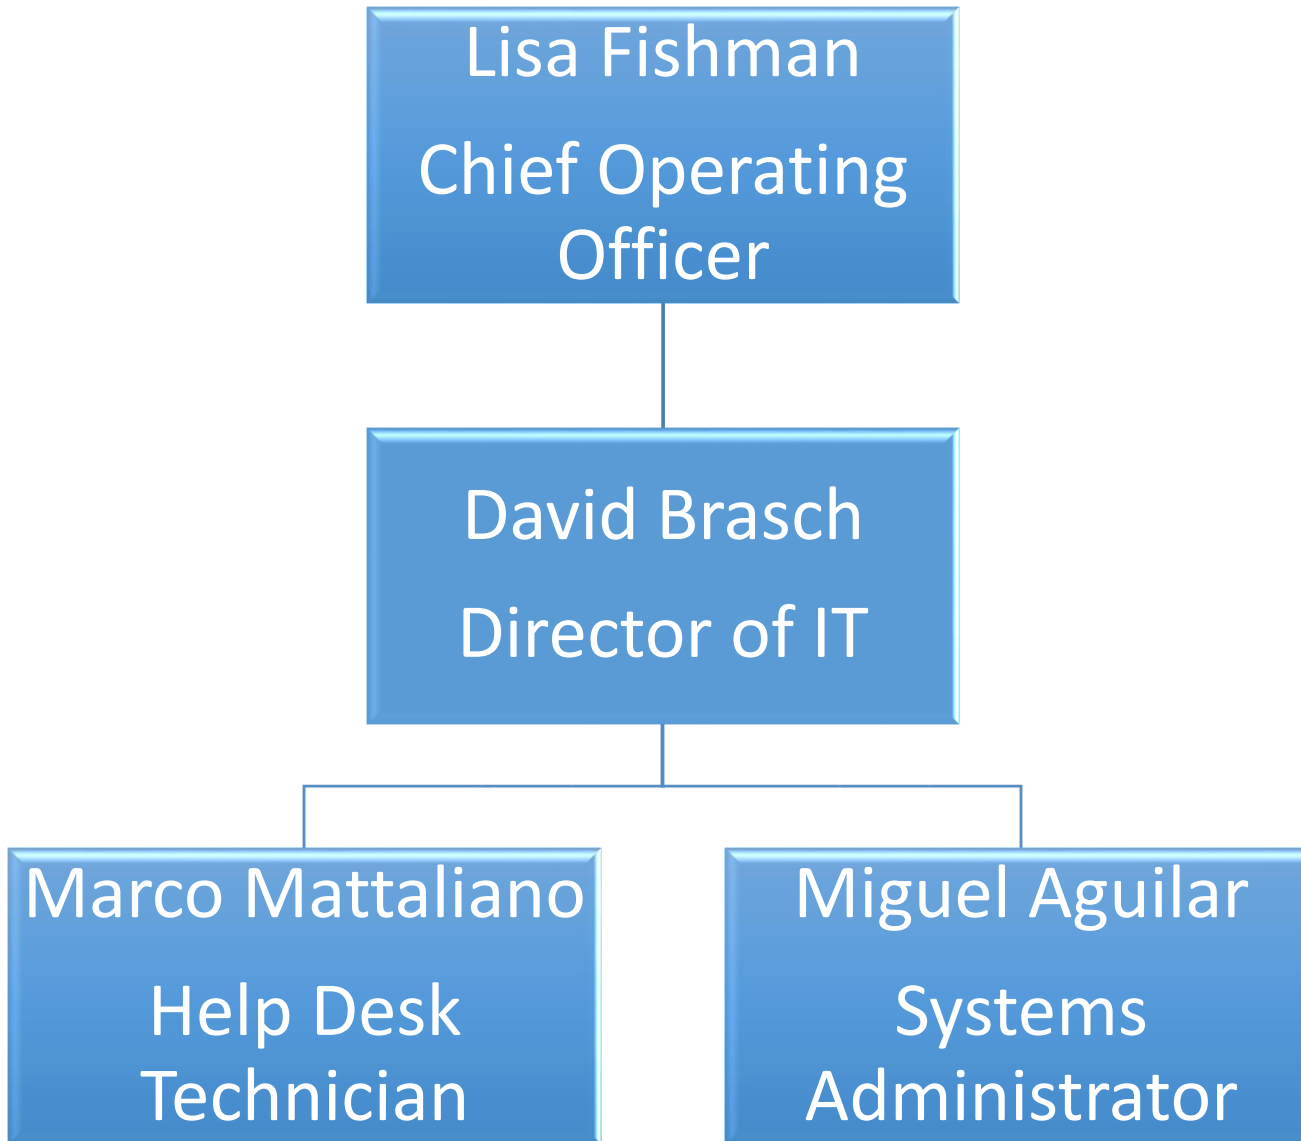 Lisa Fishman
Chief Operating
Officer
David Brasch
Director of IT
Marco Mattaliano
Help Desk
Technician
Miguel Aguilar
Systems
Administrator